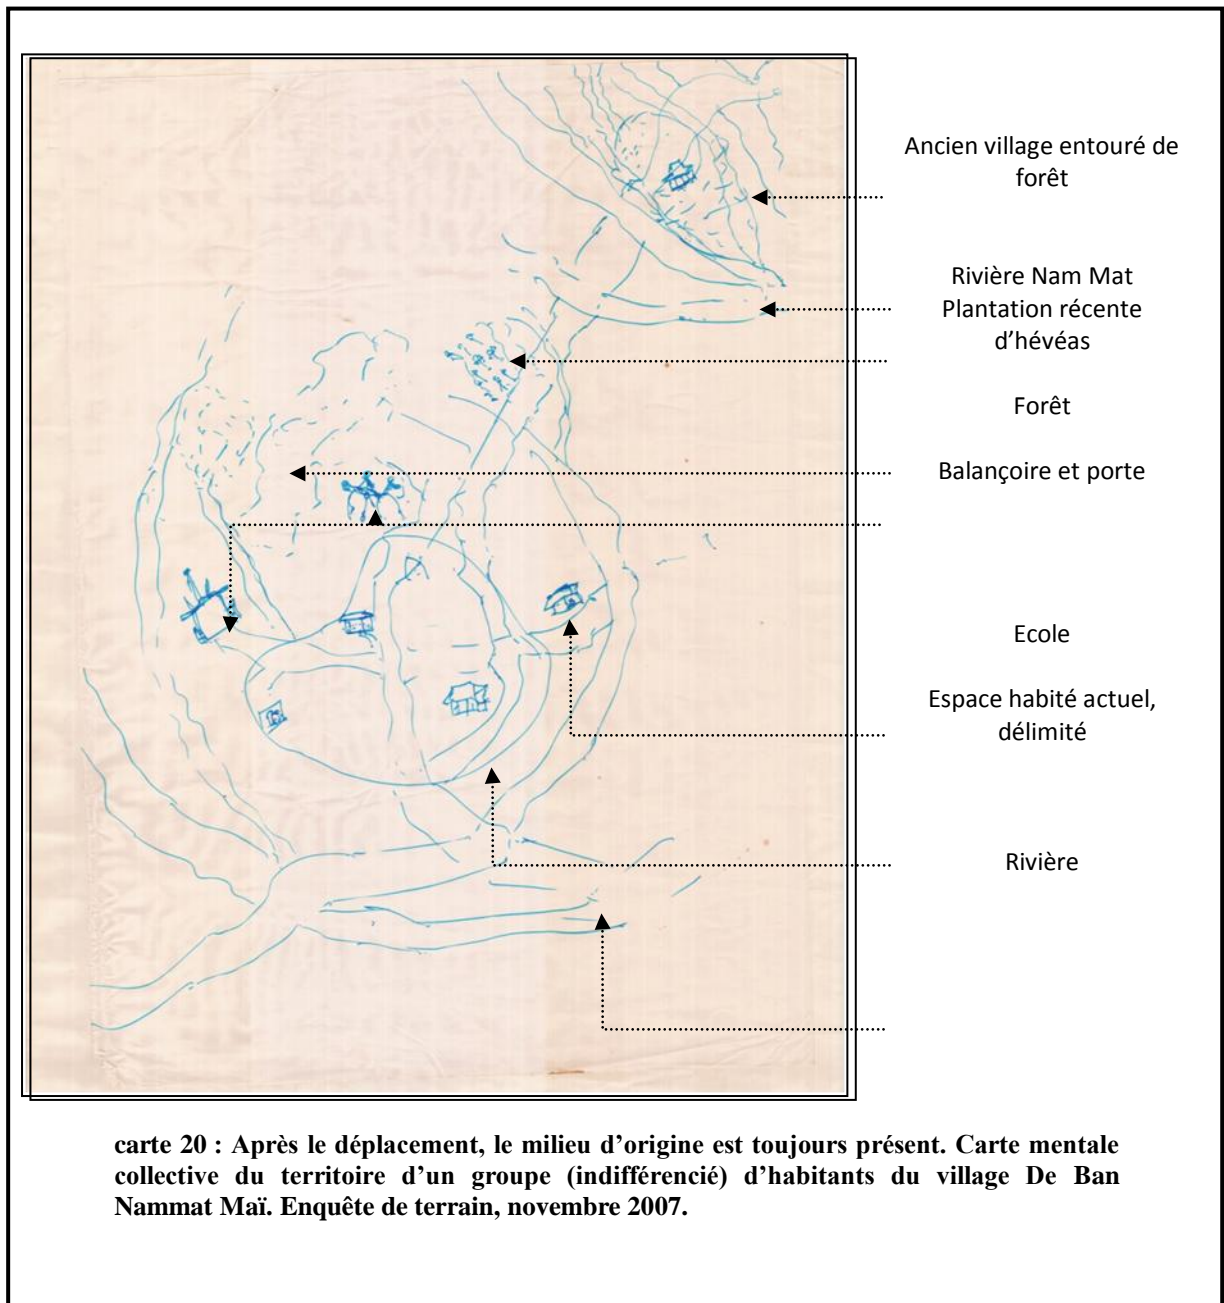 Ancien village entouré de
forêt
Rivière Nam Mat
Plantation récente
d’hévéas
Forêt
Balançoire et porte
Ecole
Espace habité actuel,
délimité
Rivière
carte 20 : Après le déplacement, le milieu d’origine est toujours présent. Carte mentale
collective du territoire d’un groupe (indifférencié) d’habitants du village De Ban
Nammat Maï. Enquête de terrain, novembre 2007.